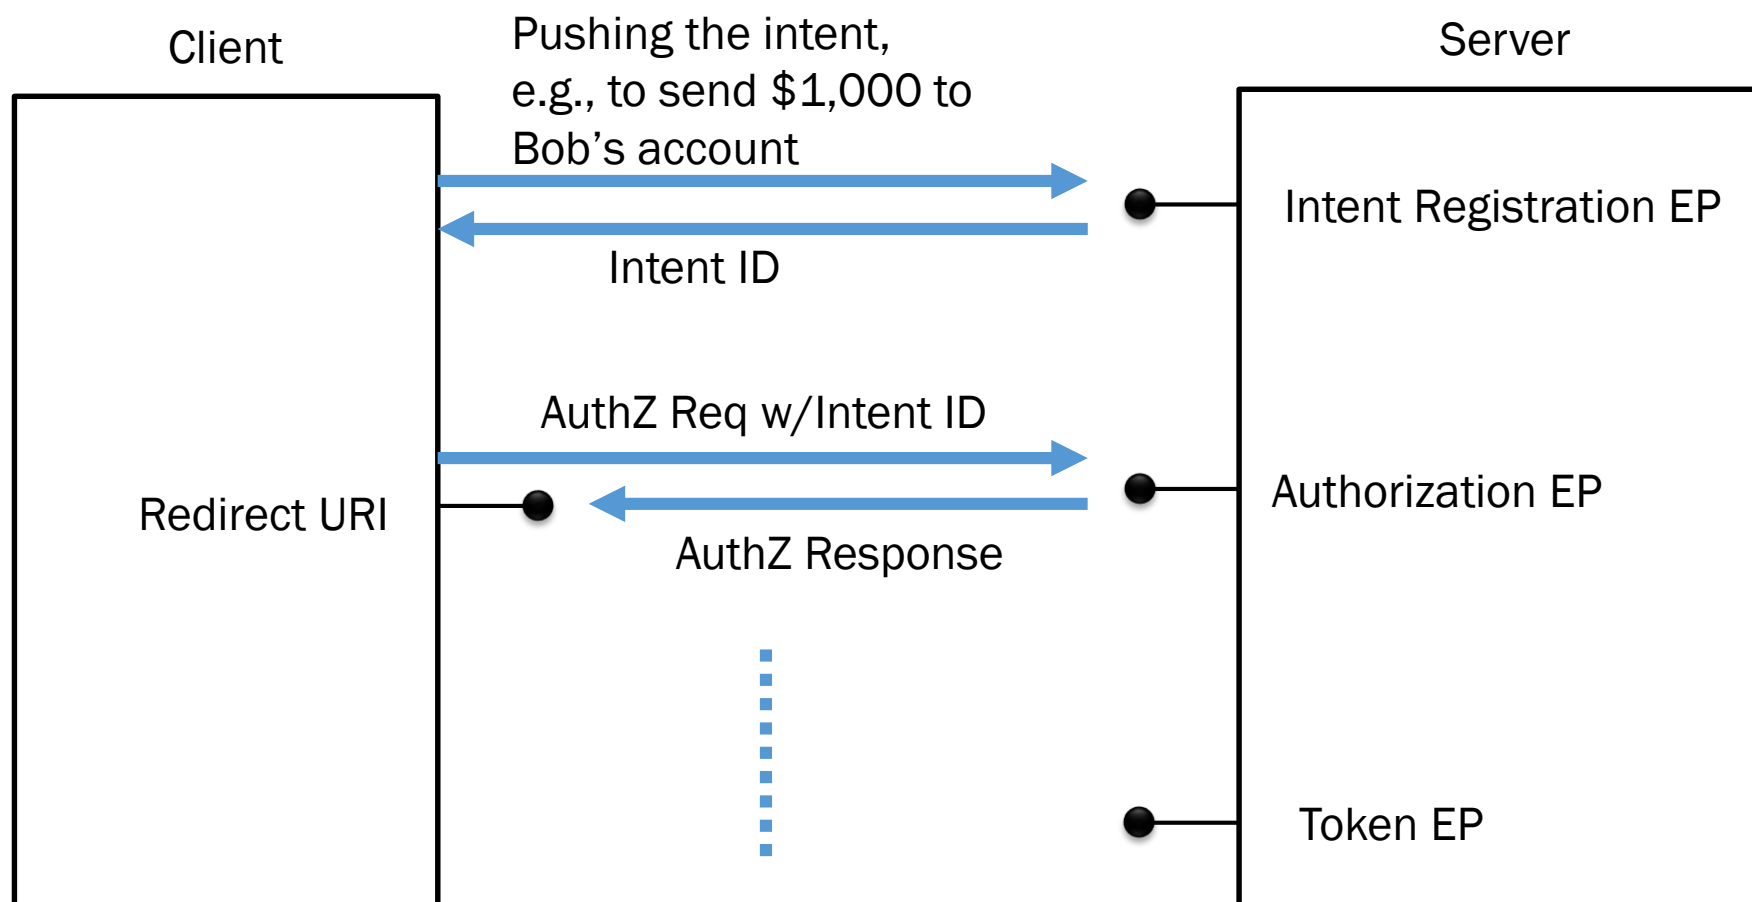 Client
Pushing the intent,
e.g., to send $1,000 to
Bob’s account
Server
Intent Registration EP
Intent ID
AuthZ Req w/Intent ID
Redirect URI
Authorization EP
AuthZ Response
Token EP